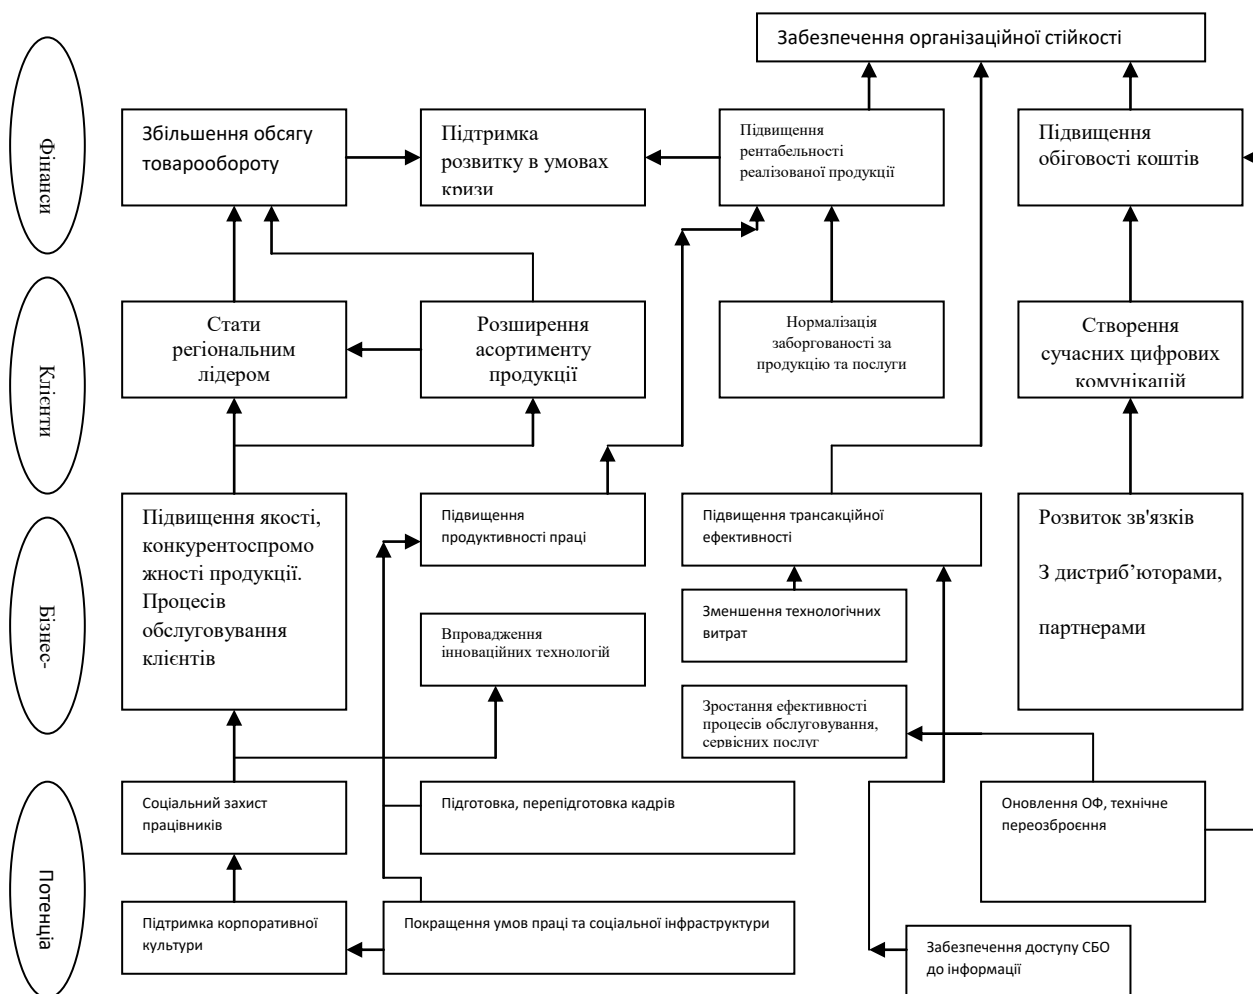 Забезпечення організаційної стійкості
Фінанси
Збільшення обсягу
товарообороту
Підтримка
розвитку в умовах
кризи
Підвищення
рентабельності
реалізованої продукції
Підвищення
обіговості коштів
Клієнти
Стати
регіональним
лідером
Розширення
асортименту
продукції
Нормалізація
заборгованості за
продукцію та послуги
Створення
сучасних цифрових
комунікацій
Бізнес-
Підвищення якості,
конкурентоспромо
жності продукції.
Процесів
обслуговування
клієнтів
Підвищення
продуктивності праці
Підвищення трансакційної
ефективності
Розвиток зв'язків
З дистриб’юторами,
партнерами
Зменшення технологічних
витрат
Впровадження
інноваційних технологій
Зростання ефективності
процесів обслуговування,
сервісних послуг
Потенціа
Соціальний захист
працівників
Підготовка, перепідготовка кадрів
Оновлення ОФ, технічне
переозброєння
Підтримка корпоративної
культури
Покращення умов праці та соціальної інфраструктури
Забезпечення доступу СБО
до інформації